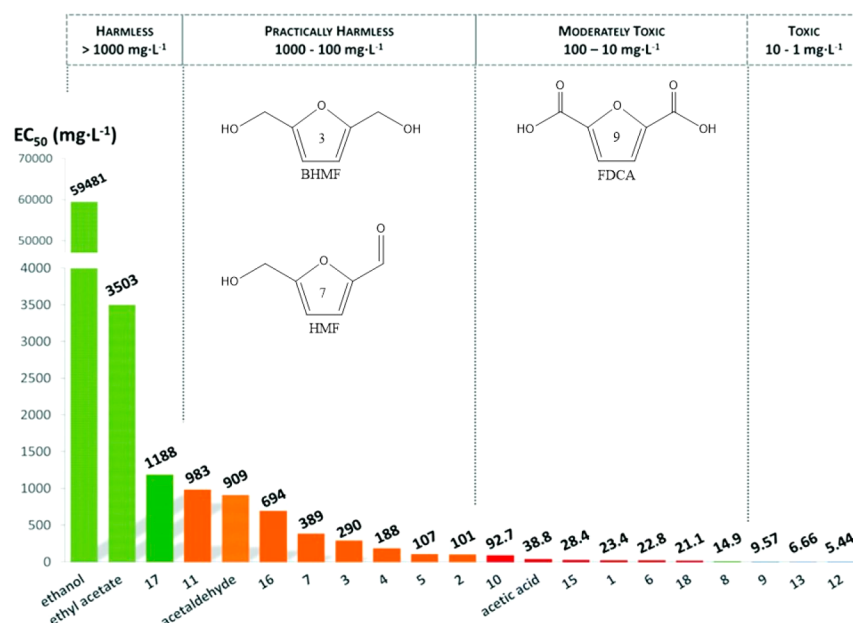 HARMLESS
> 1000 mg·L-1
PRACTICALLY HARMLESS
1000 - 100 mg·L-1
MODERATELY TOXIC
100 – 10 mg·L-1
TOXIC
10 - 1 mg·L-1
EC50 (mg·L-1)
HO
O
OH
3
BHMF
O
O
O
HO
OH
9
FDCA
O
HO
O
7
HMF
70000
60000
50000
4000
3500
3000
2500
2000
1500
1000
500
0
59481
3503
1188
983
909
694
389
290
188
107
101
92.7
38.8
28.4
23.4
22.8
21.1
14.9
9.57
6.66
5.44
ethanol
ethyl acetate
17
11
acetaldehyde
16
7
3
4
5
2
10
acetic acid
15
1
6
18
8
9
13
12